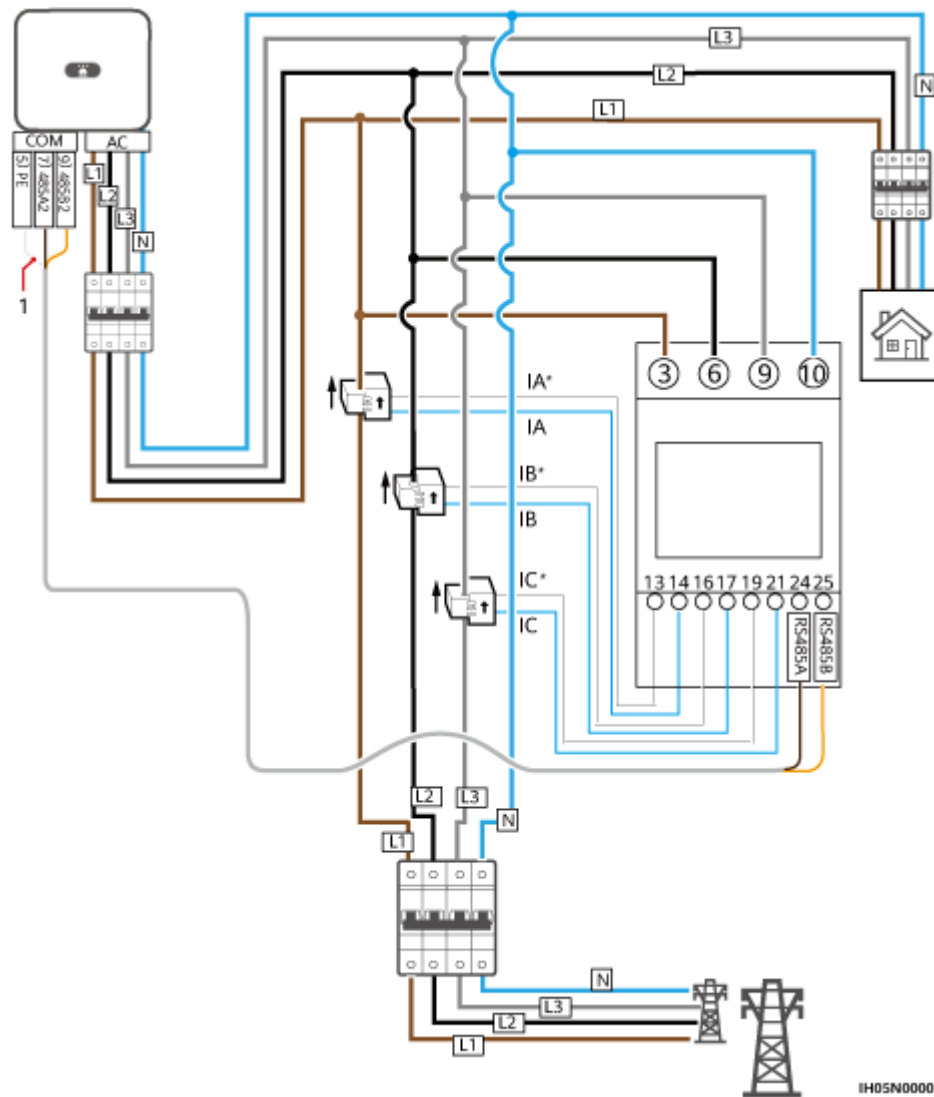 L3
L2
N
L1
COM
AC
5) PE
7) 485A2
9) 485B2
L1
L2
L3
N
1
3
6
9
10
IA*
IA
IB*
IB
IC*
IC
13 14 16 17 19 21 24 25
RS485A
RS485B
L2
L3
N
L1
N
L3
L2
L1
IH05N0000